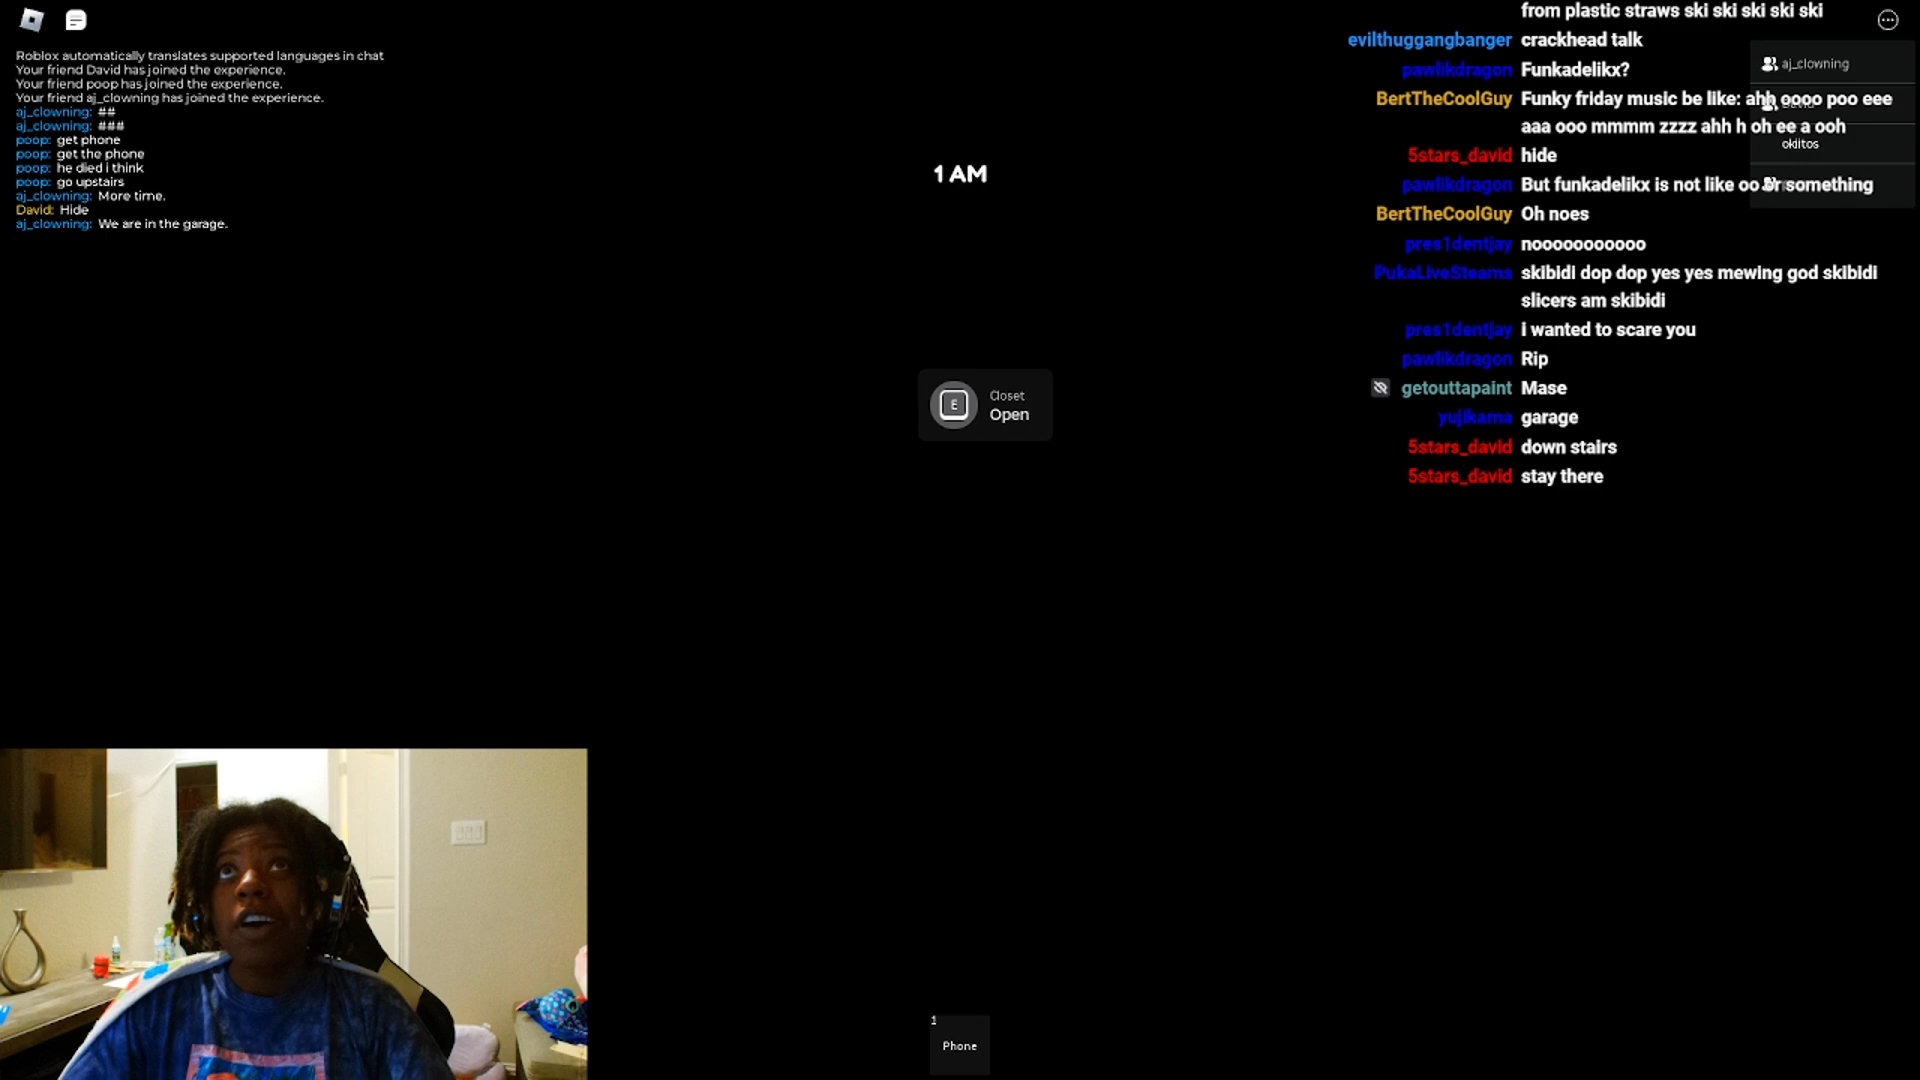 Roblox automatically translates supported languages in chat
Your friend David has joined the experience.
Your friend poop has joined the experience.
Your friend aj_clowning has joined the experience.
aj_clowning: ##
aj_clowning: ###
poop: get phone
poop: get the phone
poop: he died i think
poop: go upstairs
aj_clowning: More time.
David: Hide
aj_clowning: We are in the garage.
1 AM
E
Closet
Open
from plastic straws ski ski ski ski ski
evilthuggangbanger crackhead talk
pawlikdragon Funkadelikx?
BertTheCoolGuy Funky friday music be like: ahh oooo poo eee
aaa ooo mmmm zzzz ahh h oh ee a ooh
5stars_david hide
pawlikdragon But funkadelikx is not like oo or something
BertTheCoolGuy Oh noes
pres1dentjay nooooooooooo
PukaLiveSteams skibidi dop dop yes yes mewing god skibidi
slicers am skibidi
pres1dentjay i wanted to scare you
pawlikdragon Rip
getouttapaint Mase
yujikama garage
5stars_david down stairs
5stars_david stay there
aj_clowning
okiitos
1
Phone